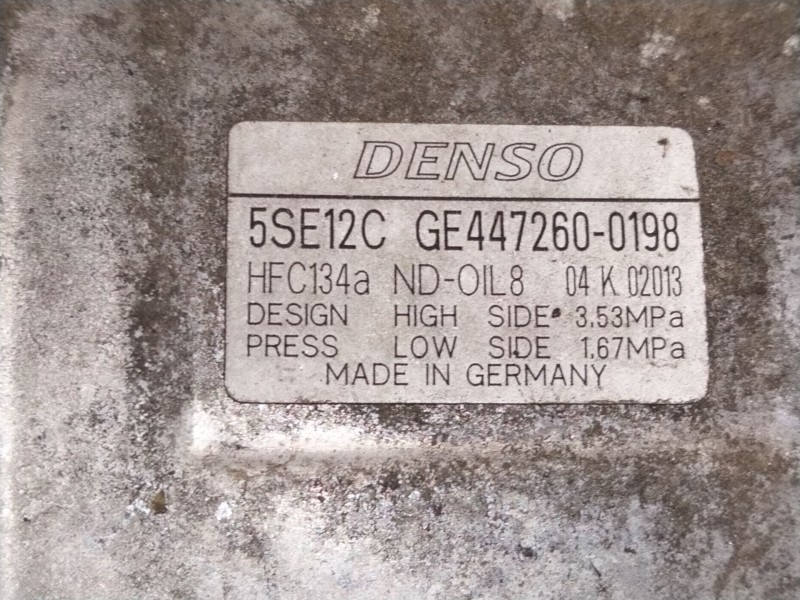 DENSO
5SE12C GE447260-0198
HFC134a ND-OIL8 04 K 02013
DESIGN HIGH SIDE 3.53MPa
PRESS LOW SIDE 1.67MPa
MADE IN GERMANY